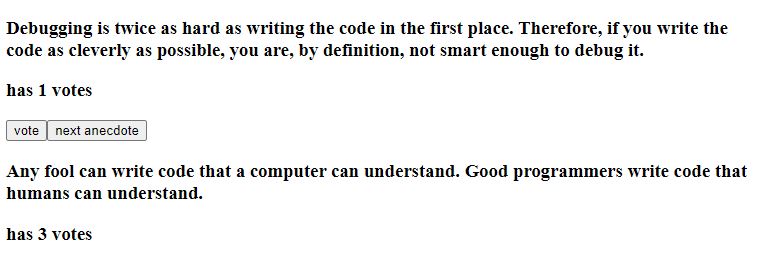 Debugging is twice as hard as writing the code in the first place. Therefore, if you write the
code as cleverly as possible, you are, by definition, not smart enough to debug it.
has 1 votes
vote next anecdote
Any fool can write code that a computer can understand. Good programmers write code that
humans can understand.
has 3 votes